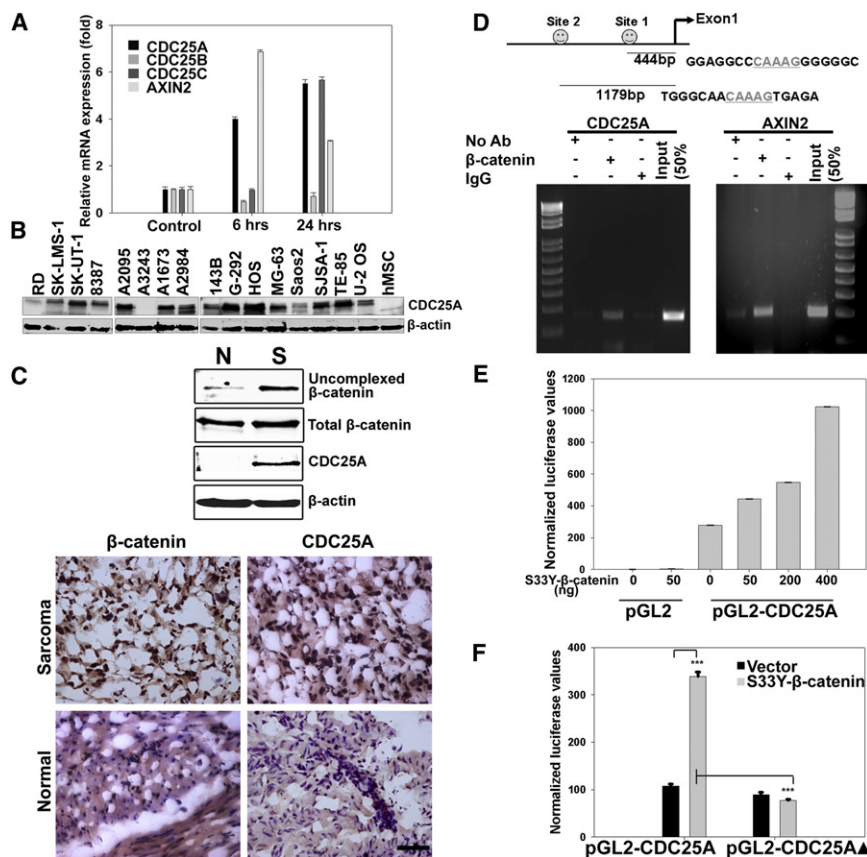 A
Relative mRNA expression (fold)
8
6
4
2
0
CDC25A
CDC25B
CDC25C
AXIN2
Control 6 hrs 24 hrs
B
RD SK-LMS-1 SK-UT-1 8387 A2095 A3243 A1673 A2984 143B G-292 HOS MG-63 Saos2 SJSA-1 TE-85 U-2 OS hMSC
CDC25A
β-actin
C
N S
Uncomplexed
β-catenin
Total β-catenin
CDC25A
β-actin
β-catenin CDC25A
Sarcoma
Normal
D
Site 2 Site 1 Exon1
444bp
GGAGGCCCAAAGGGGGGC
1179bp TGGGCAACAAAGTGAGA
CDC25A AXIN2
No Ab + - - + - -
β-catenin - + - - + -
IgG - - + - - +
Input (50%
Input (50%
E
Normalized luciferase values
1200
1000
800
600
400
200
0
S33Y-β-catenin 0 50 0 50 200 400
(ng)
pGL2 pGL2-CDC25A
F
Normalized luciferase values
400
300
200
100
0
Vector
S33Y-β-catenin
***
***
pGL2-CDC25A pGL2-CDC25A▲